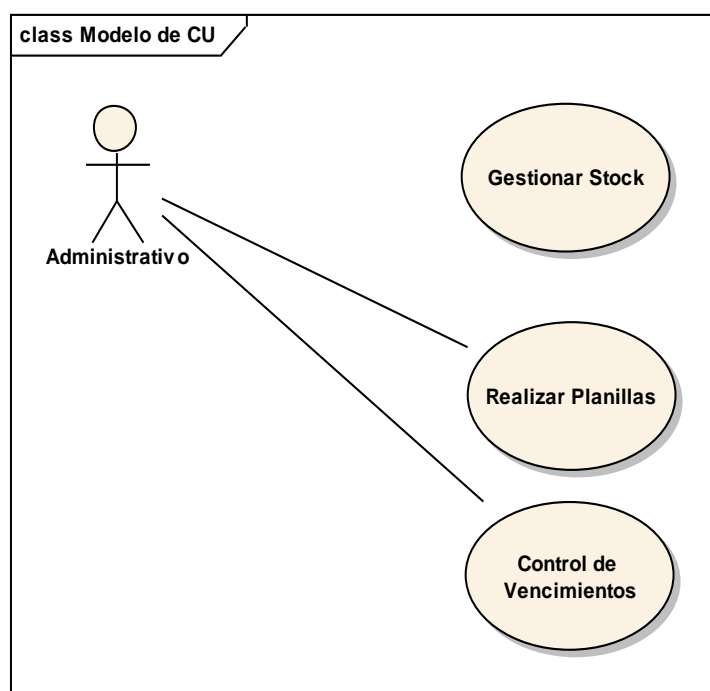 class Modelo de CU
Administrativo
Gestionar Stock
Realizar Planillas
Control de
Vencimientos